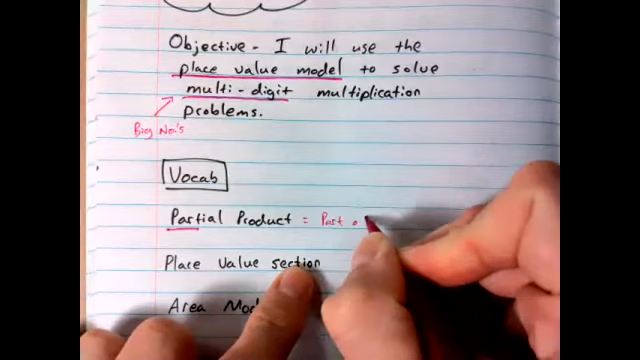 Objective - I will use the
place value model to solve
multi-digit multiplication
problems.
Big No.'s
Vocab
Partial Product = Part o
Place Value section
Area